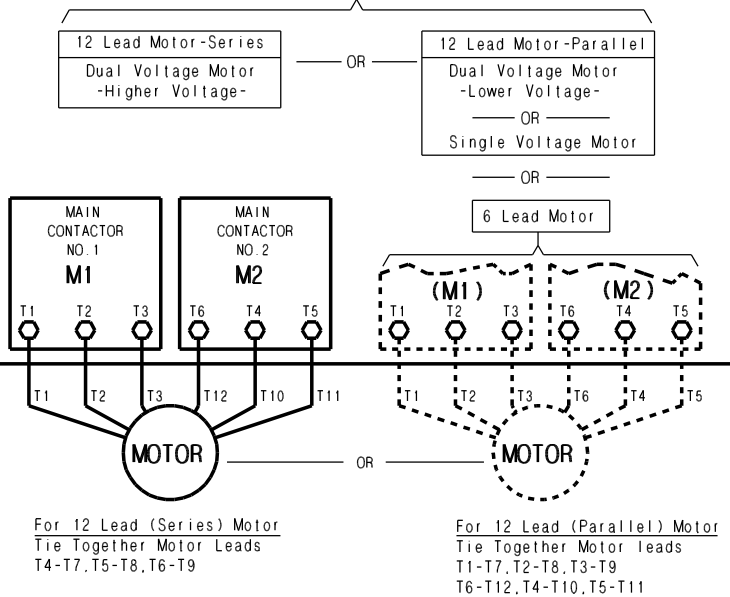 12 Lead Motor-Series
Dual Voltage Motor
-Higher Voltage-
OR
12 Lead Motor-Parallel
Dual Voltage Motor
-Lower Voltage-
OR
Single Voltage Motor
OR
6 Lead Motor
MAIN
CONTACTOR
NO.1
M1
T1 T2 T3
MAIN
CONTACTOR
NO.2
M2
T6 T4 T5
(M1)
T1 T2 T3
(M2)
T6 T4 T5
T1 T2 T3 T12 T10 T11
MOTOR
OR
T1 T2 T3 T6 T4 T5
MOTOR
For 12 Lead (Series) Motor
Tie Together Motor Leads
T4-T7,T5-T8,T6-T9
For 12 Lead (Parallel) Motor
Tie Together Motor leads
T1-T7,T2-T8,T3-T9
T6-T12,T4-T10,T5-T11